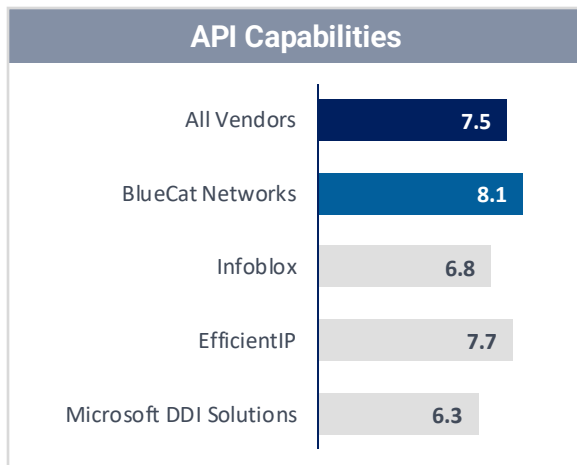 API Capabilities
All Vendors 7.5
BlueCat Networks 8.1
Infoblox 6.8
EfficientIP 7.7
Microsoft DDI Solutions 6.3